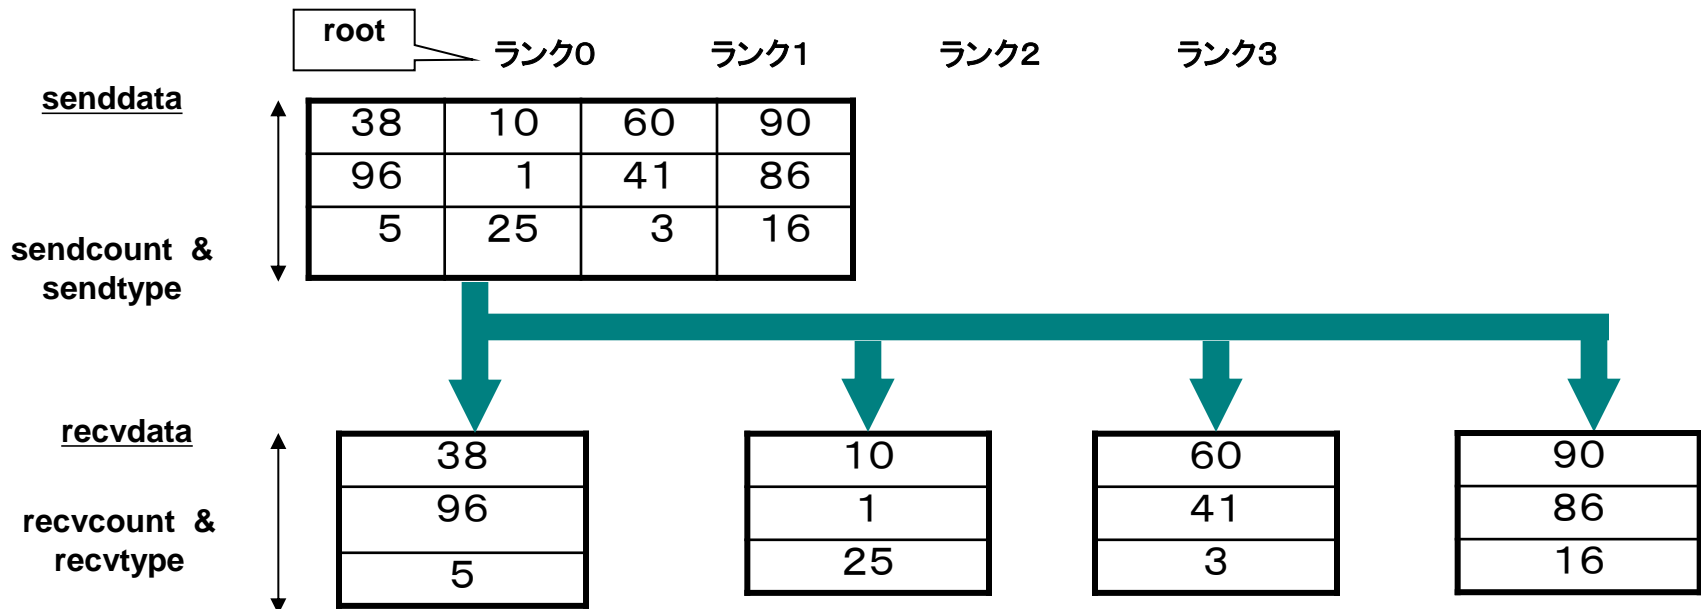 root
ランク0 ランク1 ランク2 ランク3
senddata
38 10 60 90
96 1 41 86
5 25 3 16
sendcount &
sendtype
recvdata
38 10 60 90
96 1 41 86
5 25 3 16
recvcount &
recvtype